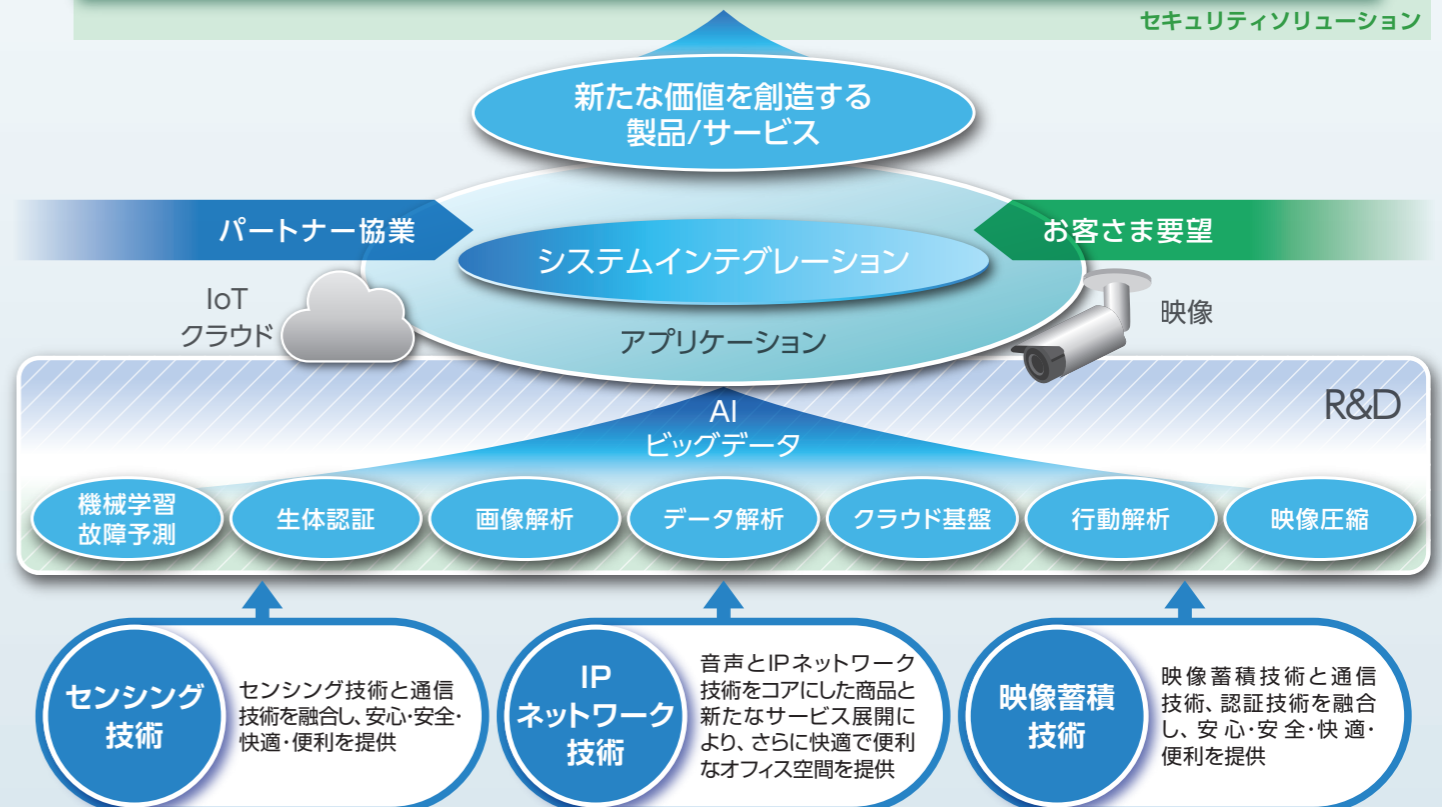 セキュリティソリューション
新たな価値を創造する
製品/サービス
パートナー協業
お客さま要望
システムインテグレーション
IoT
クラウド
映像
アプリケーション
R&D
AI
ビッグデータ
機械学習
故障予測
生体認証
画像解析
データ解析
クラウド基盤
行動解析
映像圧縮
センシング
技術
センシング技術と通信
技術を融合し、安心・安全・
快適・便利を提供
IP
ネットワーク
技術
音声とIPネットワーク
技術をコアにした商品と
新たなサービス展開に
より、さらに快適で便利
なオフィス空間を提供
映像蓄積
技術
映像蓄積技術と通信
技術、認証技術を融合
し、安心・安全・快適・
便利を提供